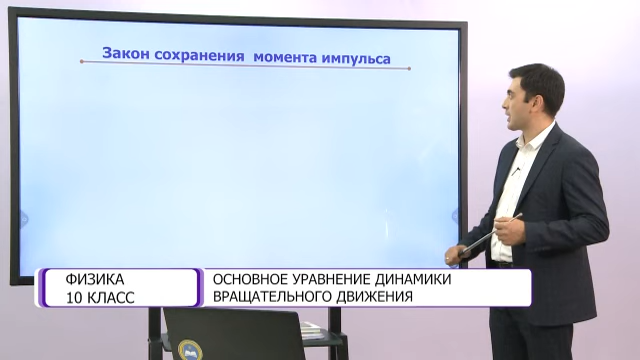 Закон сохранения момента импульса
ФИЗИКА
10 КЛАСС
ОСНОВНОЕ УРАВНЕНИЕ ДИНАМИКИ
ВРАЩАТЕЛЬНОГО ДВИЖЕНИЯ